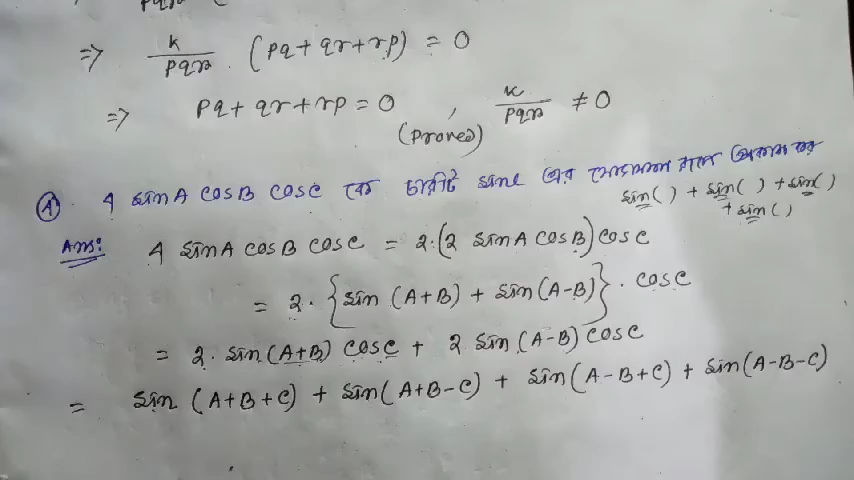 => k/pqr . (pq + qr + rp) = 0
=> pq + qr + rp = 0 , k/pqr ≠ 0
(Proved)
(A). 4 sinA cosB cosC কে চারটি sine এর যোগফল রূপে প্রকাশ কর
sin( ) + sin( ) + sin( )
+ sin( )
Ans: 4 sinA cosB cosC = 2.(2 sinA cosB) cosC
= 2 . {sin (A+B) + sin(A-B)} . cosC
= 2. sin(A+B) cosC + 2 sin(A-B) cosC
= sin (A+B+C) + sin(A+B-C) + sin(A-B+C) + sin(A-B-C)